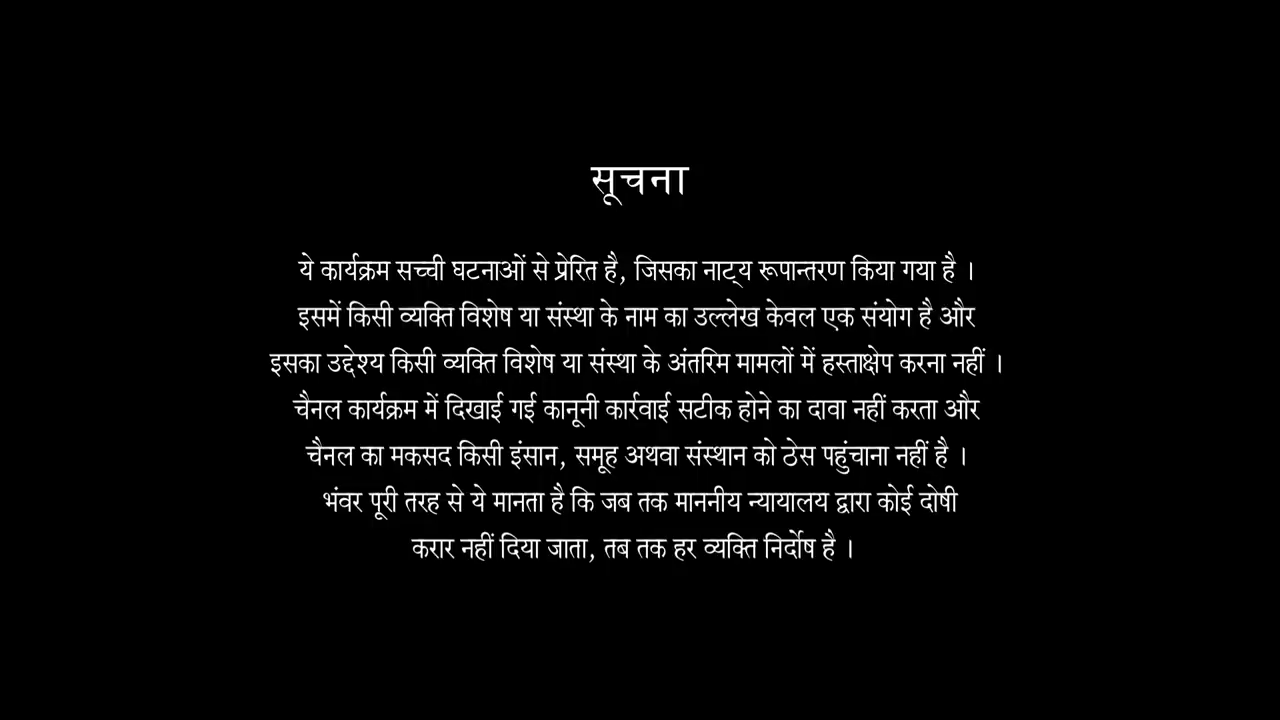 सूचना
ये कार्यक्रम सच्ची घटनाओं से प्रेरित है, जिसका नाट्य रूपान्तरण किया गया है ।
इसमें किसी व्यक्ति विशेष या संस्था के नाम का उल्लेख केवल एक संयोग है और
इसका उद्देश्य किसी व्यक्ति विशेष या संस्था के अंतरिम मामलों में हस्ताक्षेप करना नहीं ।
चैनल कार्यक्रम में दिखाई गई कानूनी कार्रवाई सटीक होने का दावा नहीं करता और
चैनल का मकसद किसी इंसान, समूह अथवा संस्थान को ठेस पहुंचाना नहीं है ।
भंवर पूरी तरह से ये मानता है कि जब तक माननीय न्यायालय द्वारा कोई दोषी
करार नहीं दिया जाता, तब तक हर व्यक्ति निर्दोष है ।